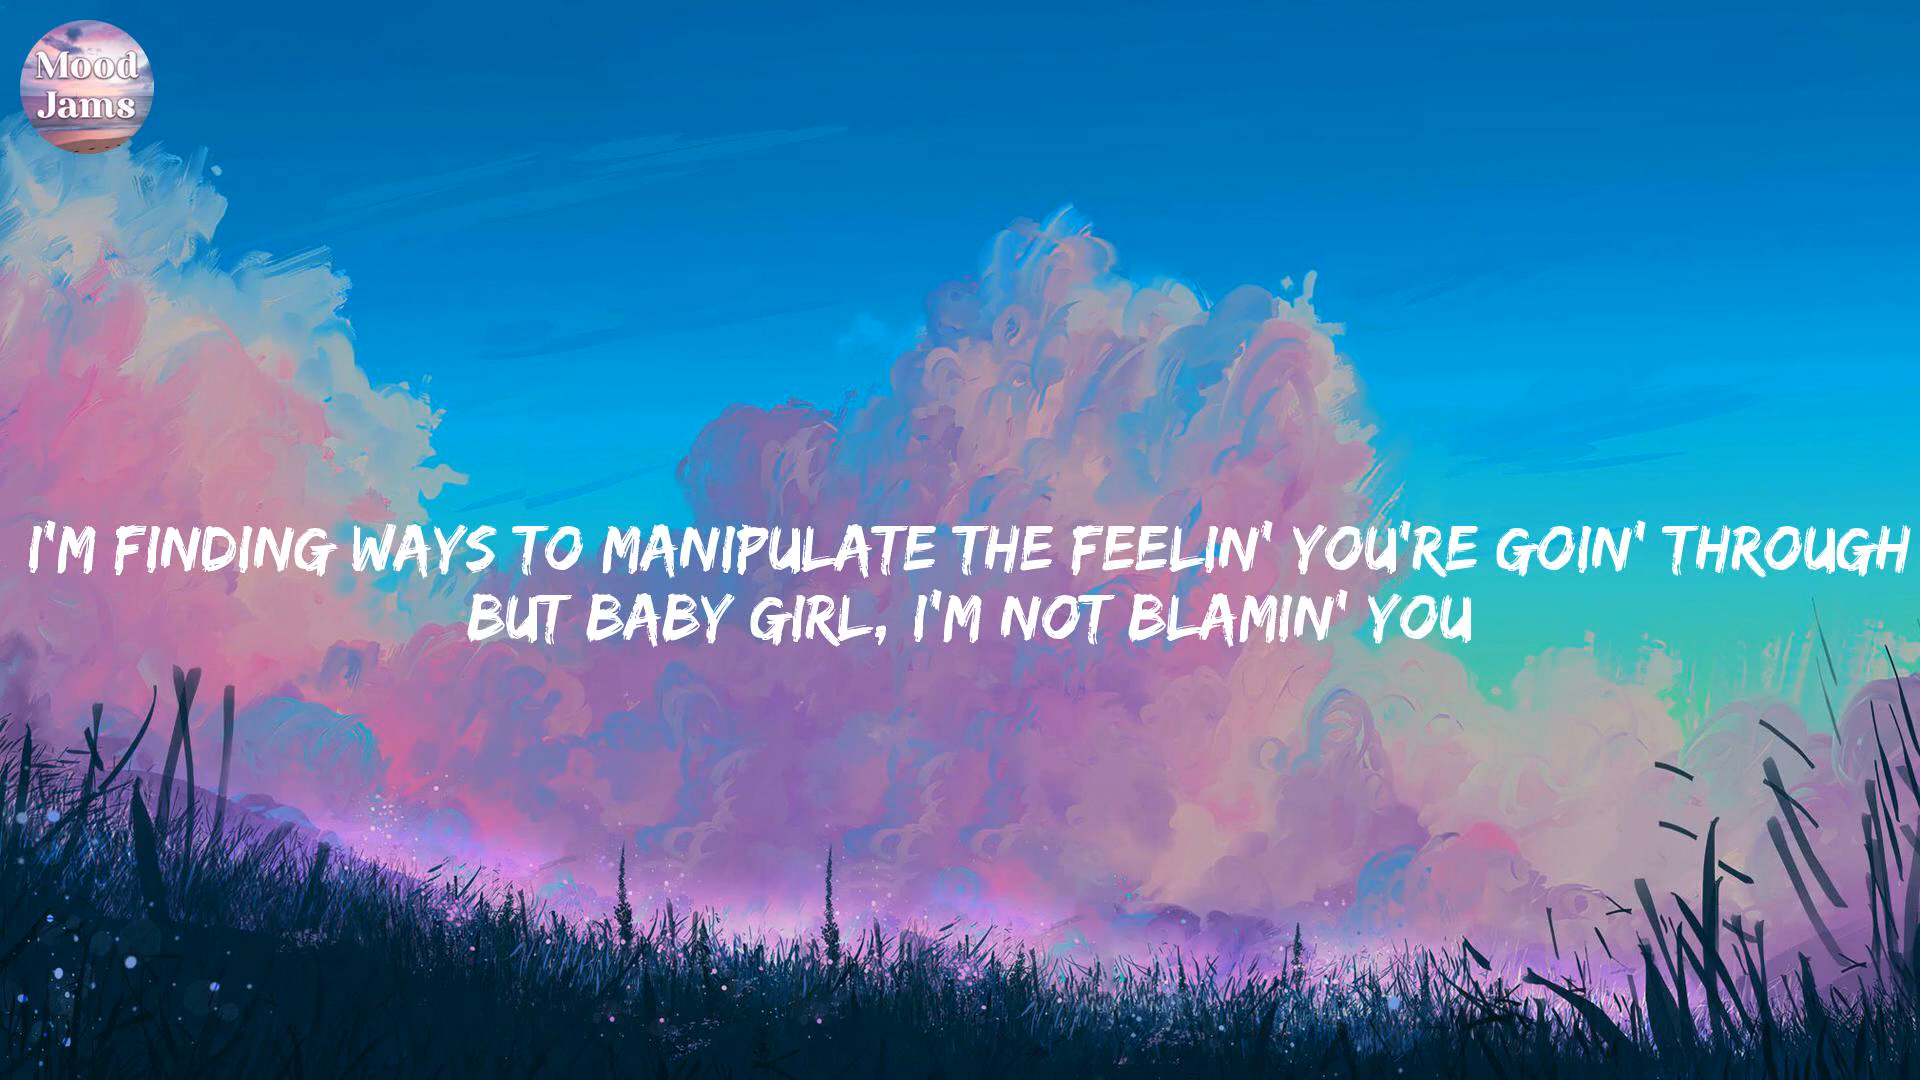 Mood
Jams
I'M FINDING WAYS TO MANIPULATE THE FEELIN' YOU'RE GOIN' THROUGH
BUT BABY GIRL, I'M NOT BLAMIN' YOU